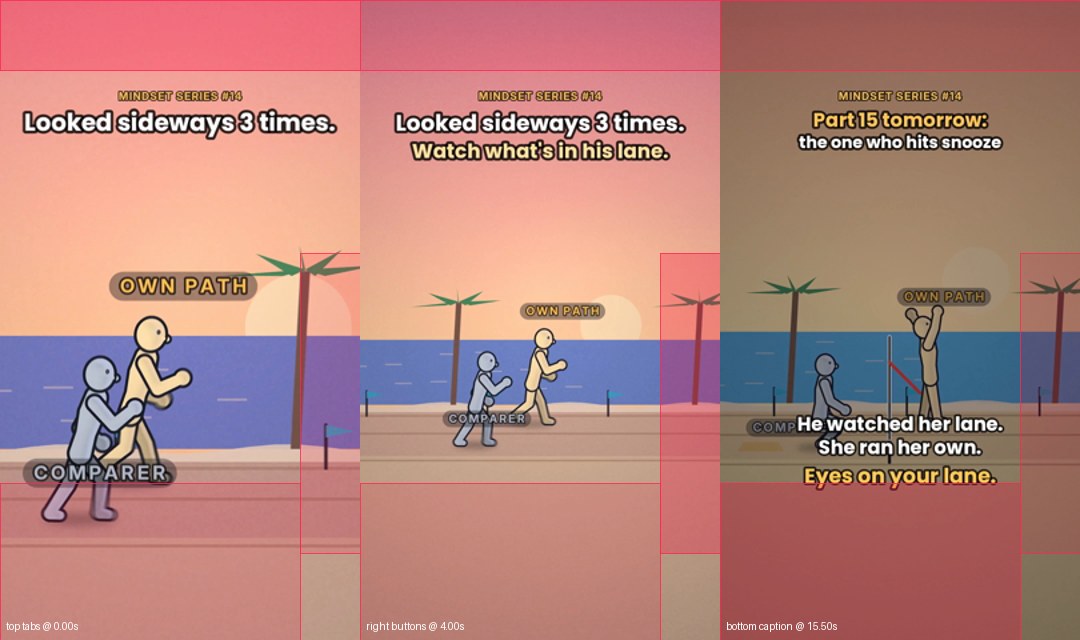 MINDSET SERIES #14
Looked sideways 3 times.
OWN PATH
COMPARER
top tabs @ 0.00s
MINDSET SERIES #14
Looked sideways 3 times.
Watch what's in his lane.
OWN PATH
COMPARER
right buttons @ 4.00s
MINDSET SERIES #14
Part 15 tomorrow:
the one who hits snooze
OWN PATH
COMP
He watched her lane.
She ran her own.
Eyes on your lane.
bottom caption @ 15.50s